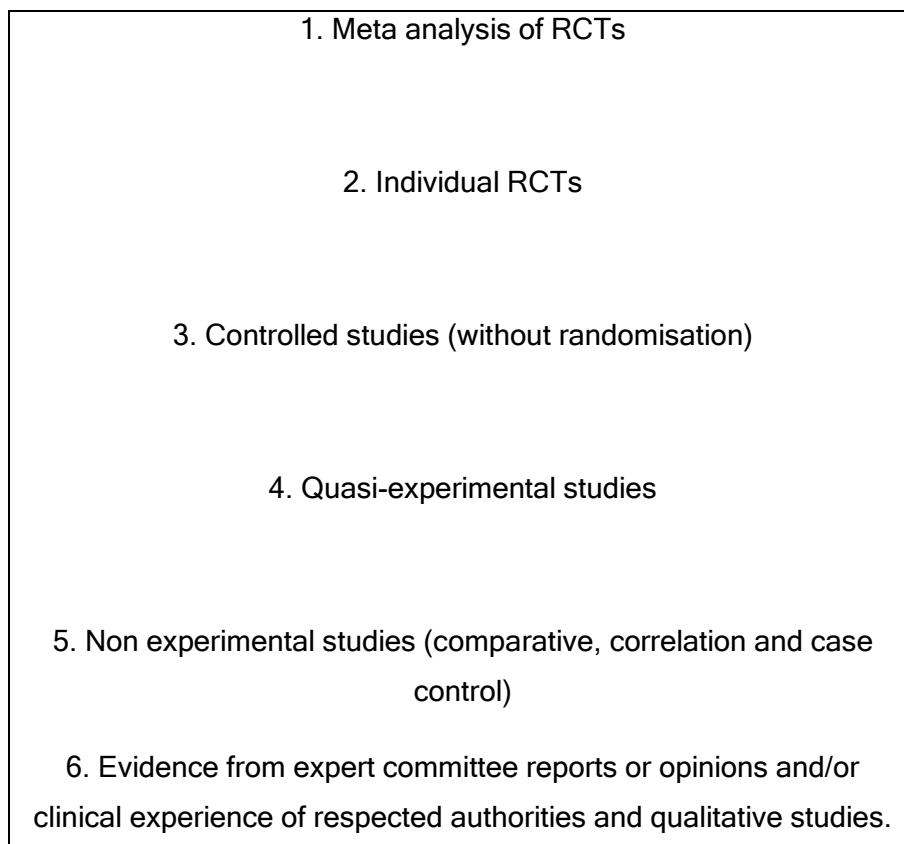 1. Meta analysis of RCTs
2. Individual RCTs
3. Controlled studies (without randomisation)
4. Quasi-experimental studies
5. Non experimental studies (comparative, correlation and case
control)
6. Evidence from expert committee reports or opinions and/or
clinical experience of respected authorities and qualitative studies.